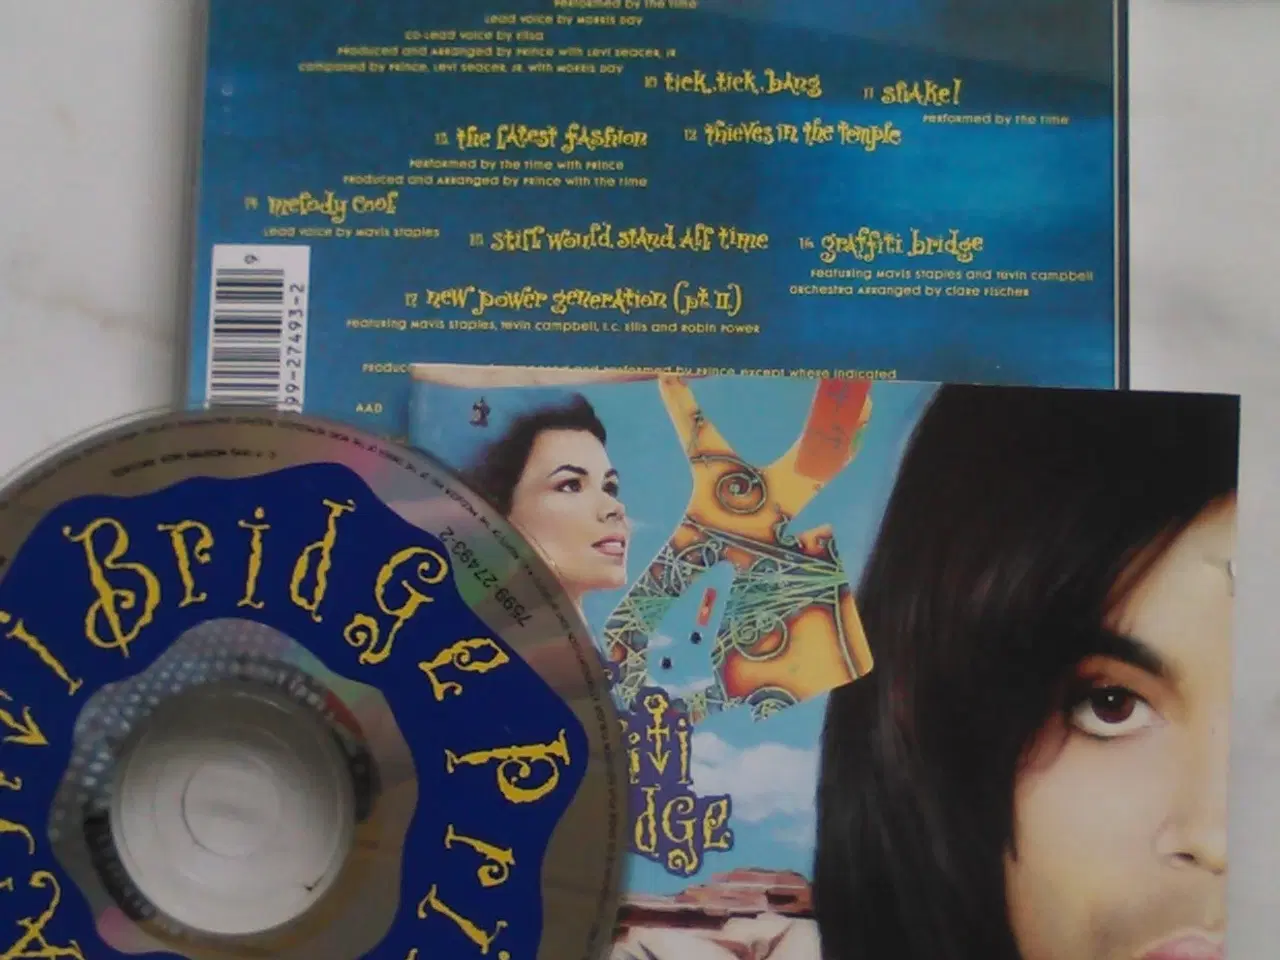 Performed by the Time
Lead voice by Morris Day
co-Lead voice by Elisa
Produced and Arranged by Prince with Levi Seacer, Jr
composed by Prince, Levi Seacer, Jr. with Morris Day
10 tick, tick, bang
11 shake!
Performed by the Time
13 the latest fashion
12 thieves in the temple
Performed by the Time with Prince
Produced and Arranged by Prince with the Time
14 melody cool
Lead voice by Mavis Staples
15 still would stand all time
16 graffiti bridge
Featuring Mavis Staples and Tevin Campbell
Orchestra Arranged by Clare Fischer
17 new power generation (pt. II)
Featuring Mavis Staples, Tevin Campbell, T.C. Ellis and Robin Power
9
99-27493-2
Produc
performed by Prince except where indicated
AAD
7599-27493-2
Bridge
Pri
iti
dge